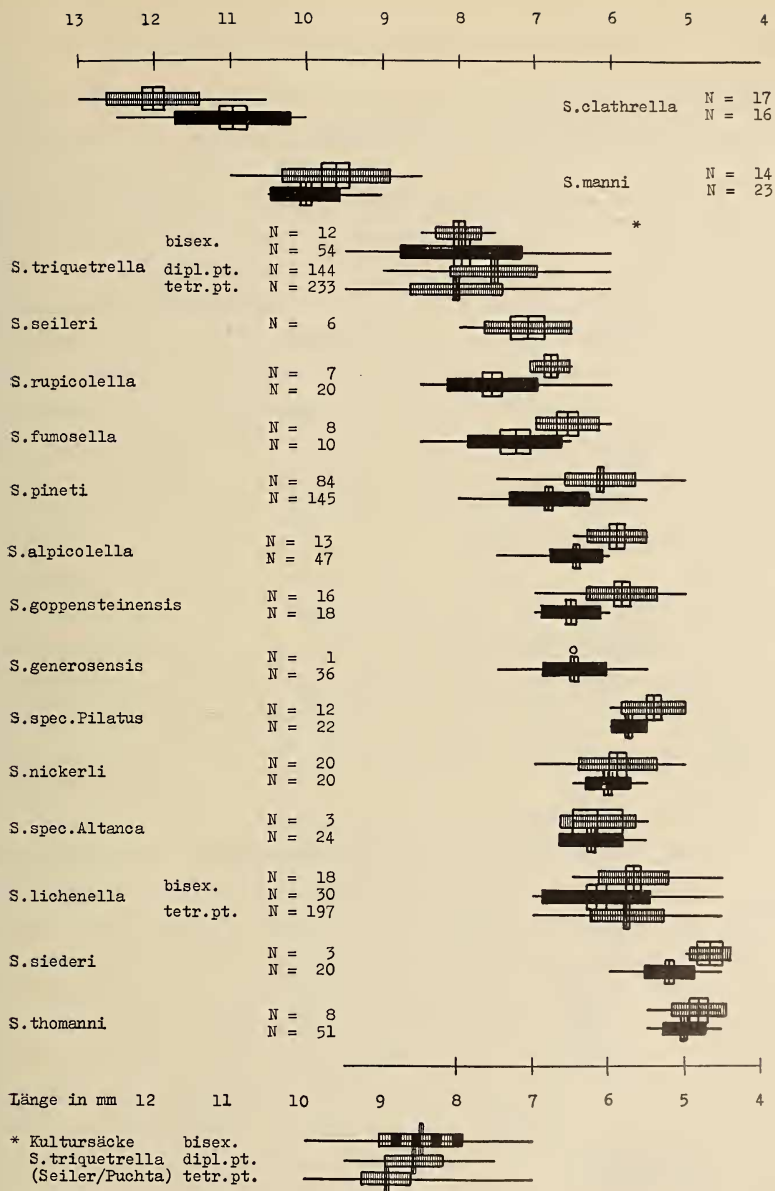 13 12 11 10 9 8 7 6 5 4
S.clathrella N = 17
N = 16
S.manni N = 14
N = 23
*
bisex. N = 12
N = 54
S.triquetrella dipl.pt. N = 144
tetr.pt. N = 233
S.seileri N = 6
S.rupicolella N = 7
N = 20
S.fumosella N = 8
N = 10
S.pineti N = 84
N = 145
S.alpicolella N = 13
N = 47
S.goppensteinensis N = 16
N = 18
S.generosensis N = 1
N = 36
S.spec.Pilatus N = 12
N = 22
S.nickerli N = 20
N = 20
S.spec.Altanca N = 3
N = 24
bisex. N = 18
S.lichenella N = 30
tetr.pt. N = 197
S.siederi N = 3
N = 20
S.thomanni N = 8
N = 51
Länge in mm 12 11 10 9 8 7 6 5 4
* Kultursäcke bisex.
S.triquetrella dipl.pt.
(Seiler/Puchta) tetr.pt.